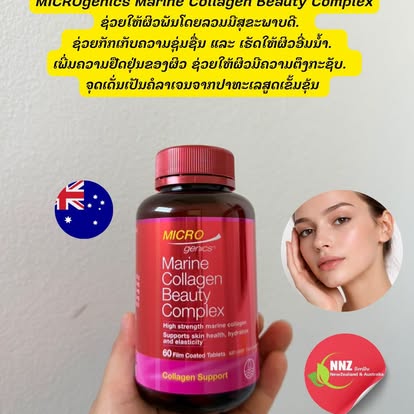 MICROgenics Marine Collagen Beauty Complex
ຊ່ວຍໃຫ້ຜິວພັນໂດຍລວມມີສຸຂະພາບດີ.
ຊ່ວຍກັກເກັບຄວາມຊຸ່ມຊື່ນ ແລະ ເຮັດໃຫ້ຜິວອີ່ມນ້ຳ.
ເພີ່ມຄວາມຢືດຢຸ່ນຂອງຜິວ ຊ່ວຍໃຫ້ຜິວມີຄວາມຕຶງກະຊັບ.
ຈຸດເດັ່ນເປັນຄໍລາເຈນຈາກປາທະເລສູດເຂັ້ມຂຸ້ນ
MICRO
genics
Marine
Collagen
Beauty
Complex
High strength marine collagen
Supports skin health, hydration
and elasticity
60 Film Coated Tablets
Collagen Support
NNZ
NewZealand & Australia